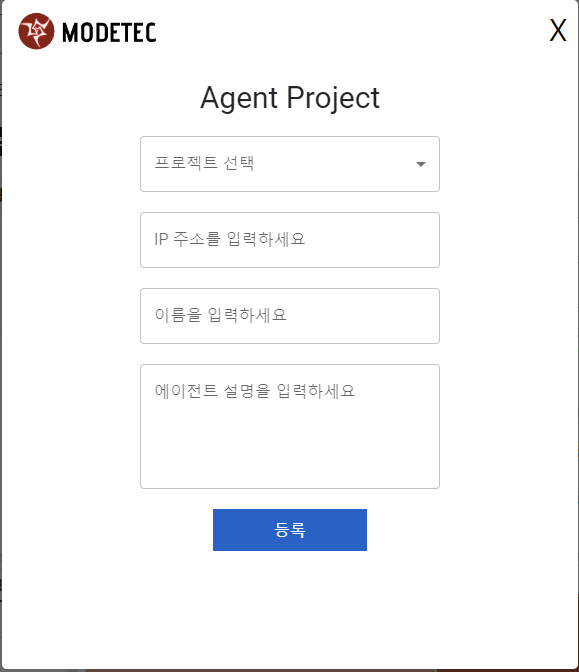 MODETEC
X
Agent Project
프로젝트 선택
IP 주소를 입력하세요
이름을 입력하세요
에이전트 설명을 입력하세요
등록